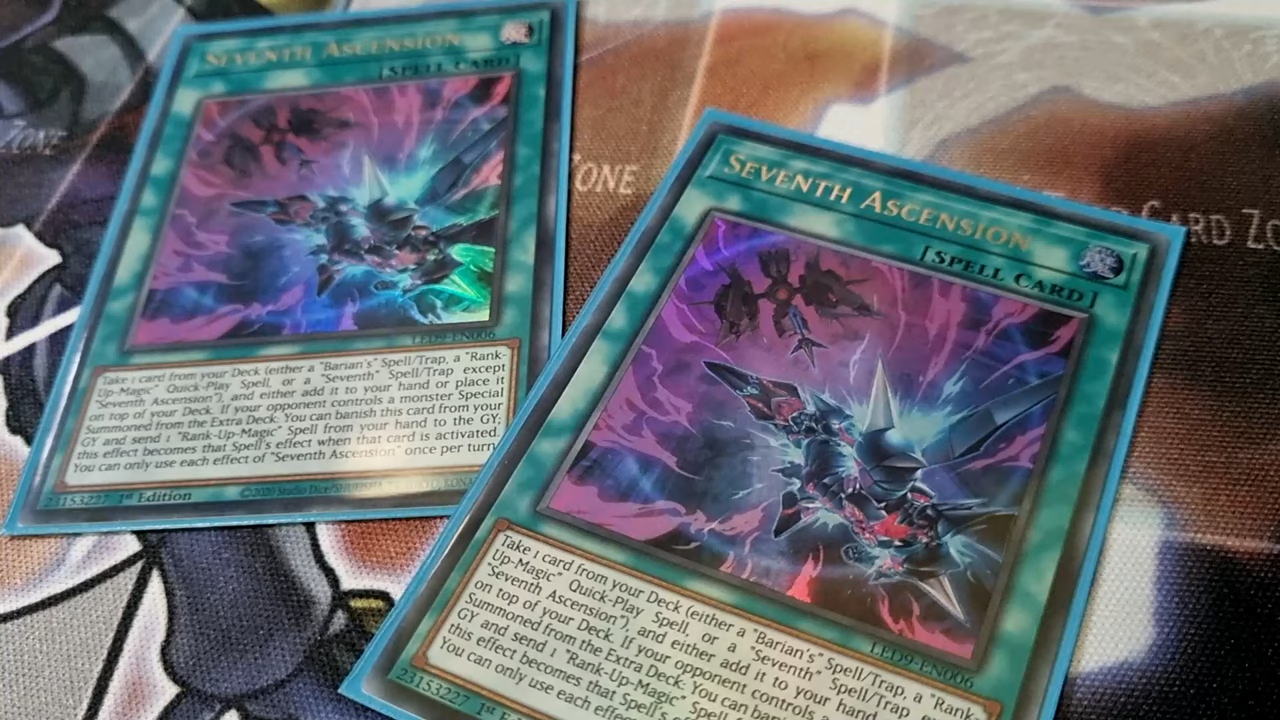 SEVENTH ASCENSION
[SPELL CARD]
LED9-EN006
Take 1 card from your Deck (either a "Barian's" Spell/Trap, a "Rank-
Up-Magic" Quick-Play Spell, or a "Seventh" Spell/Trap except
"Seventh Ascension"), and either add it to your hand or place it
on top of your Deck. If your opponent controls a monster Special
Summoned from the Extra Deck: You can banish this card from your
GY and send 1 "Rank-Up-Magic" Spell from your hand to the GY;
this effect becomes that Spell's effect when that card is activated.
You can only use each effect of "Seventh Ascension" once per turn
23153227 1st Edition
©2020 Studio Dice/SHUEISHA, TV TOKYO, KONA
ZONE
ONE
CARD ZO
SEVENTH ASCENSION
[SPELL CARD]
LED9-EN006
Take 1 card from your Deck (either a "Barian's" Spell/Trap, a "Rank-
Up-Magic" Quick-Play Spell, or a "Seventh" Spell/Trap
"Seventh Ascension"), and either add it to your hand
on top of your Deck. If your opponent controls a
Summoned from the Extra Deck: You can
GY and send 1 "Rank-Up-Magic" Spell
this effect becomes that Spell's
You can only use each effe
23153227 1st E